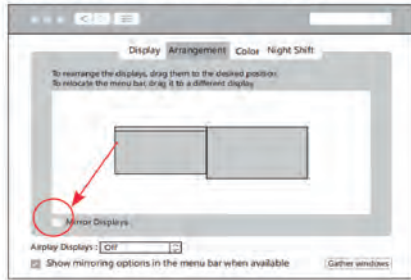 Display Arrangement Color Night Shift
To rearrange the displays, drag them to the desired position.
To relocate the menu bar, drag it to a different display.
Mirror Displays
Airplay Displays : Off
Show mirroring options in the menu bar when available Gather windows